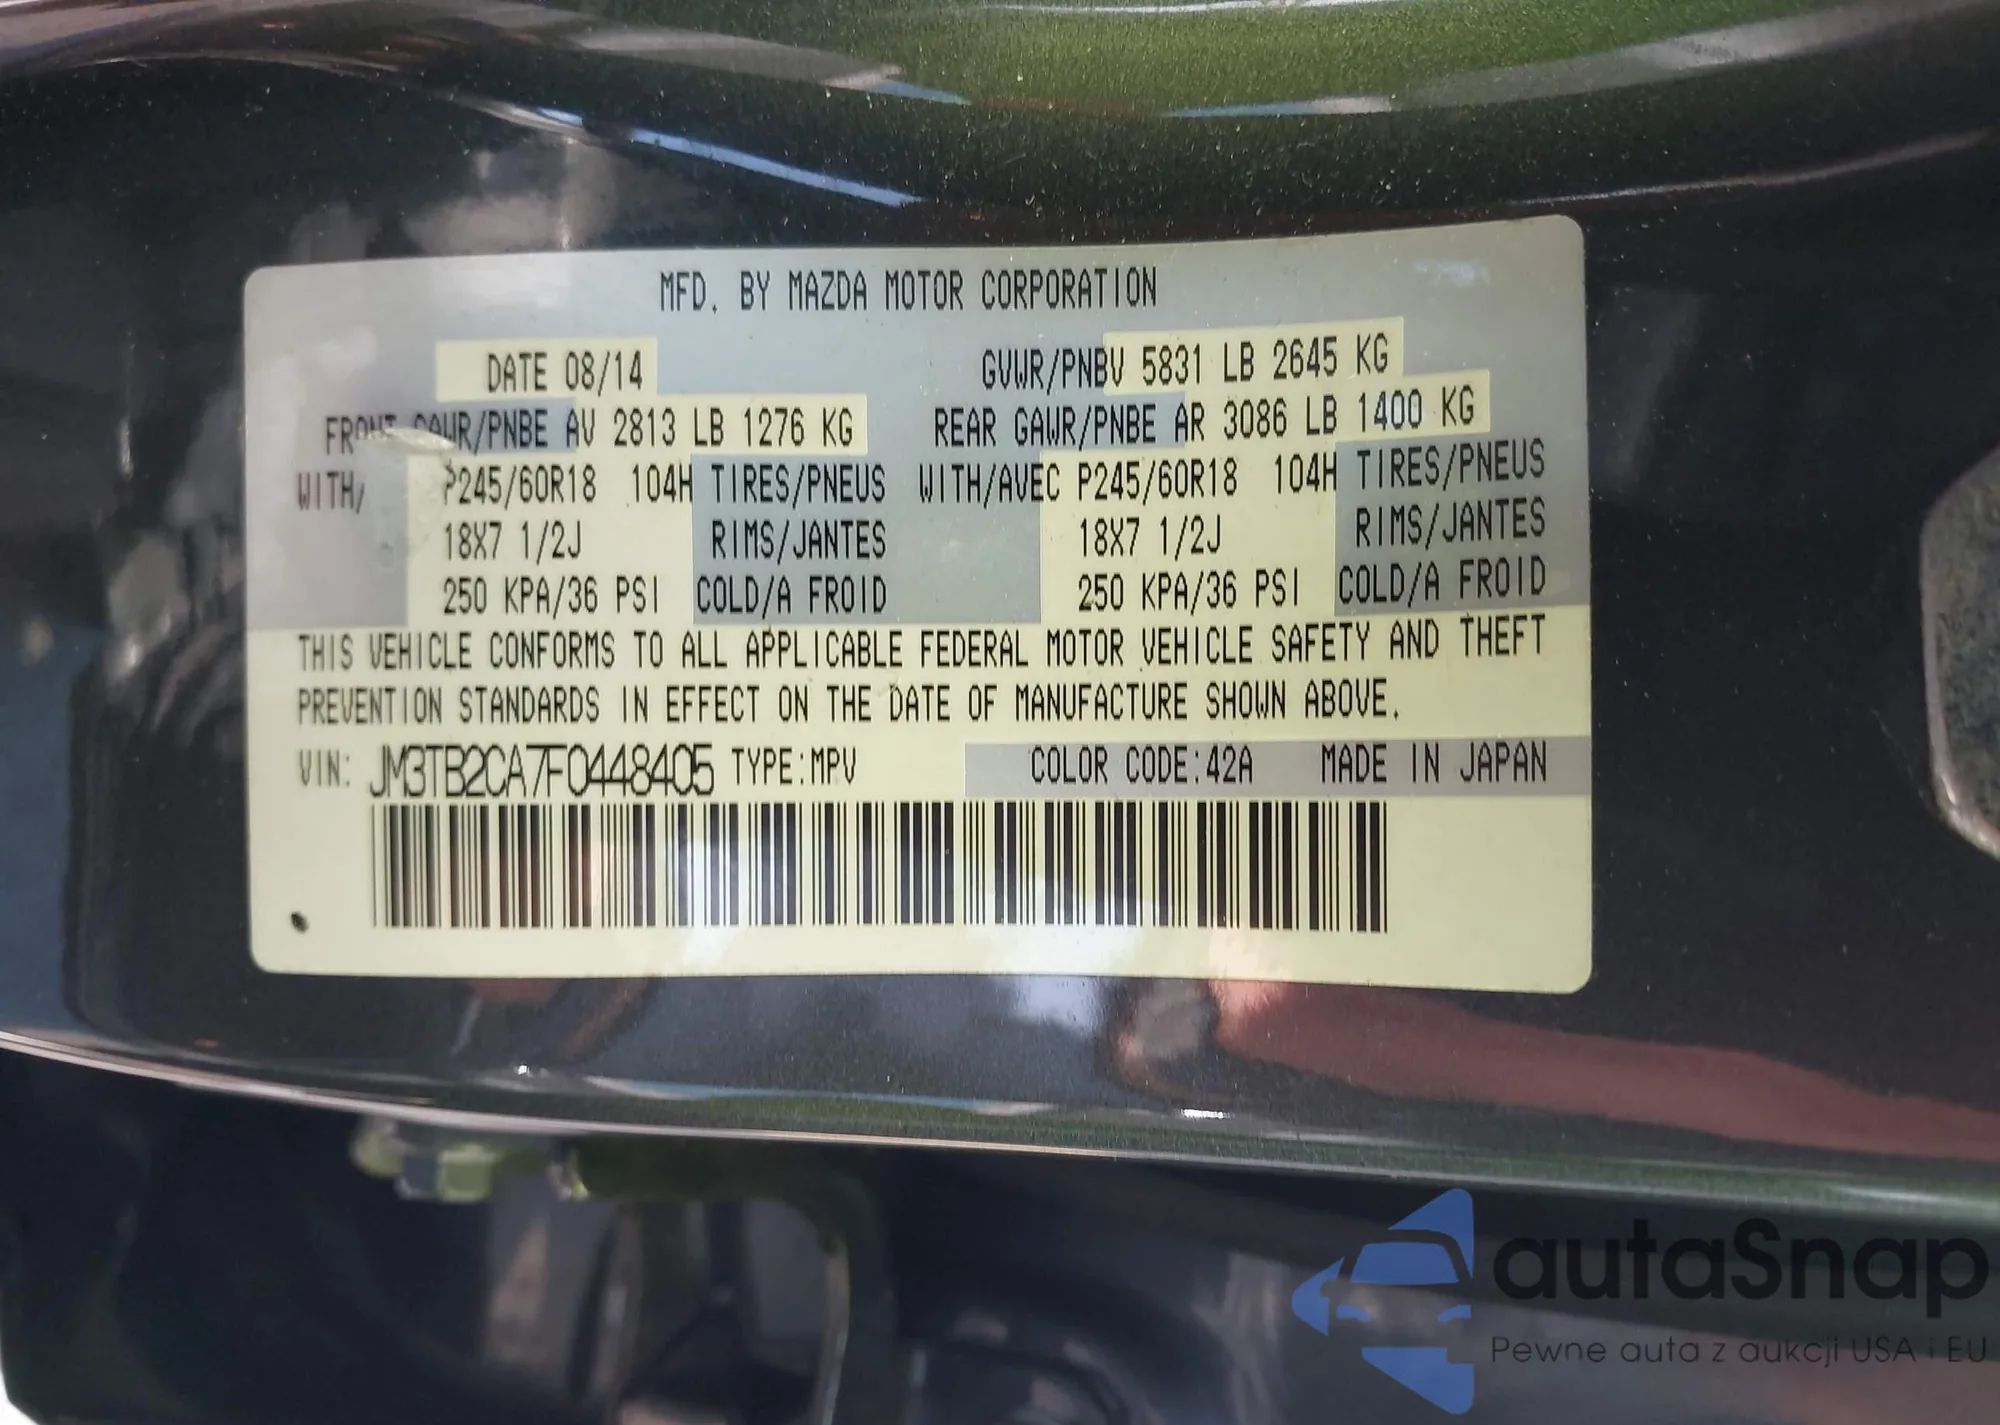 MFD. BY MAZDA MOTOR CORPORATION
DATE 08/14 GVWR/PNBV 5831 LB 2645 KG
FRONT GAWR/PNBE AV 2813 LB 1276 KG REAR GAWR/PNBE AR 3086 LB 1400 KG
WITH/ P245/60R18 104H TIRES/PNEUS WITH/AVEC P245/60R18 104H TIRES/PNEUS
18X7 1/2J RIMS/JANTES 18X7 1/2J RIMS/JANTES
250 KPA/36 PSI COLD/A FROID 250 KPA/36 PSI COLD/A FROID
THIS VEHICLE CONFORMS TO ALL APPLICABLE FEDERAL MOTOR VEHICLE SAFETY AND THEFT
PREVENTION STANDARDS IN EFFECT ON THE DATE OF MANUFACTURE SHOWN ABOVE.
VIN: JM3TB2CA7F0448405 TYPE:MPV COLOR CODE:42A MADE IN JAPAN
autaSnap
Pewne auta z aukcji USA i EU